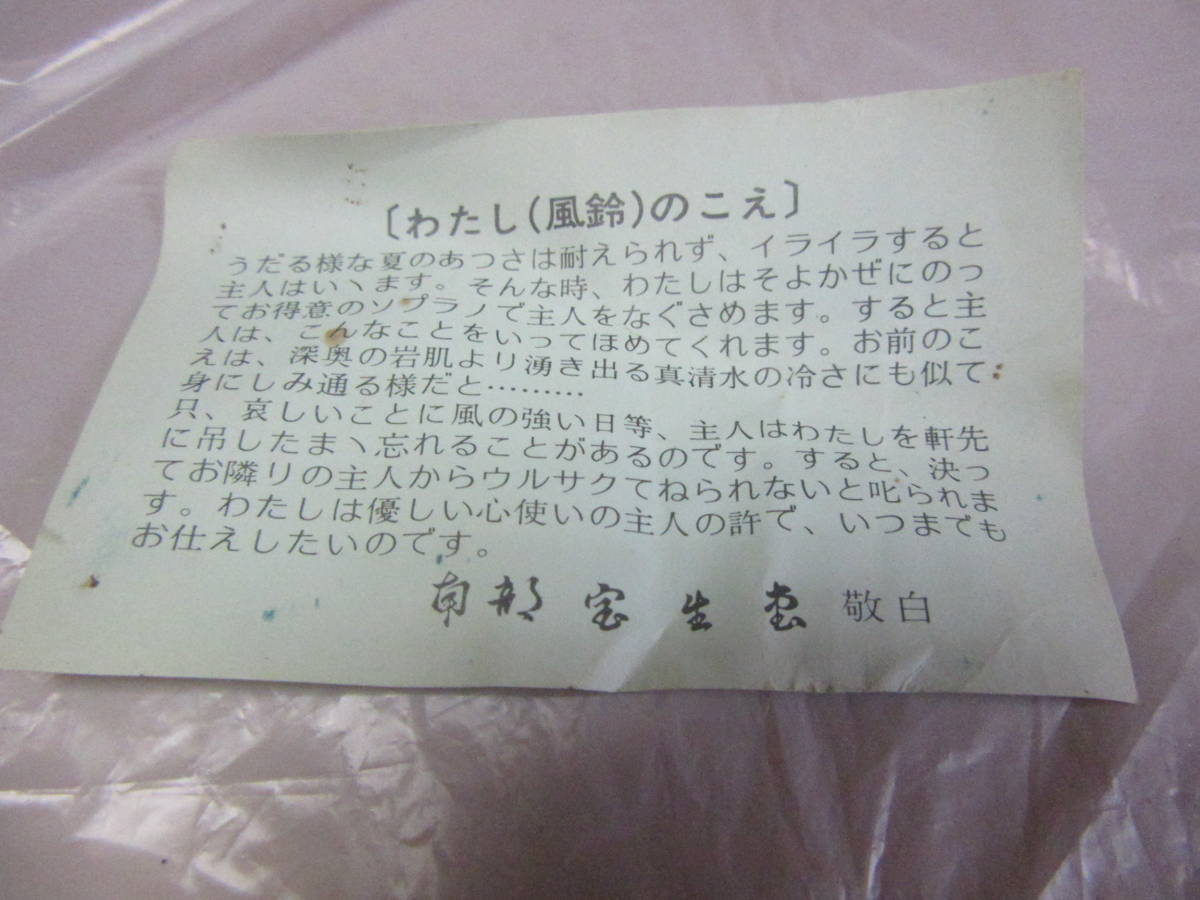 〔わたし(風鈴)のこえ〕
うだる様な夏のあつさは耐えられず、イライラすると
主人はいゝます。そんな時、わたしはそよかぜにのっ
てお得意のソプラノで主人をなぐさめます。すると主
人は、こんなことをいってほめてくれます。お前のこ
えは、深奥の岩肌より湧き出る真清水の冷さにも似て
身にしみ通る様だと………
只、哀しいことに風の強い日等、主人はわたしを軒先
に吊したまゝ忘れることがあるのです。すると、決っ
てお隣りの主人からウルサクてねられないと叱られま
す。わたしは優しい心使いの主人の許で、いつまでも
お仕えしたいのです。
南部 宝生堂 敬白